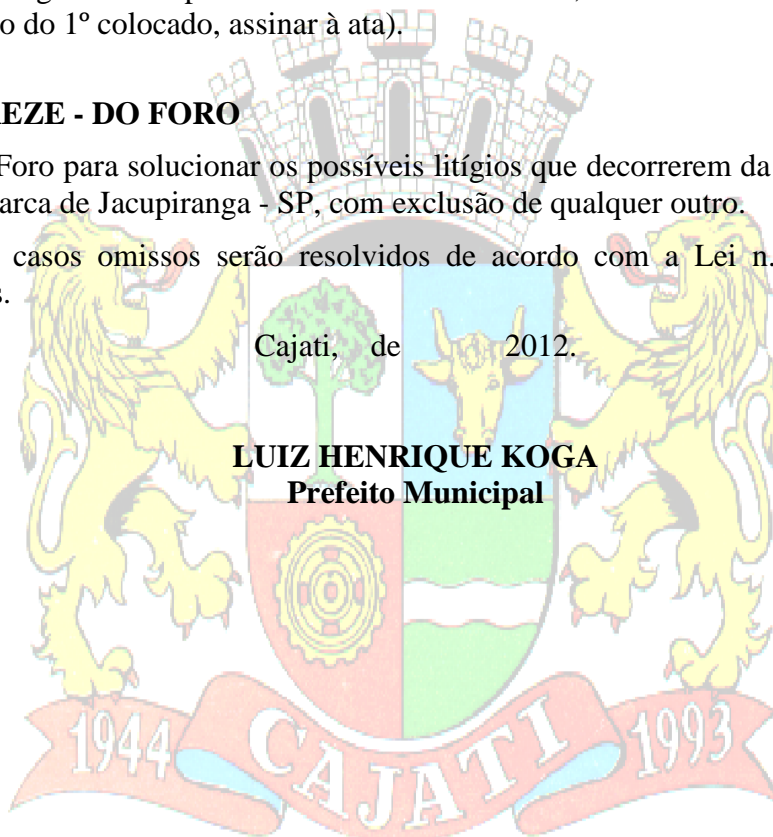 o do 1º colocado, assinar à ata).
EZE - DO FORO
Foro para solucionar os possíveis litígios que decorrerem da
arca de Jacupiranga - SP, com exclusão de qualquer outro.
casos omissos serão resolvidos de acordo com a Lei n.
s.
Cajati, de 2012.
LUIZ HENRIQUE KOGA
Prefeito Municipal
1944 CAJATI 1993